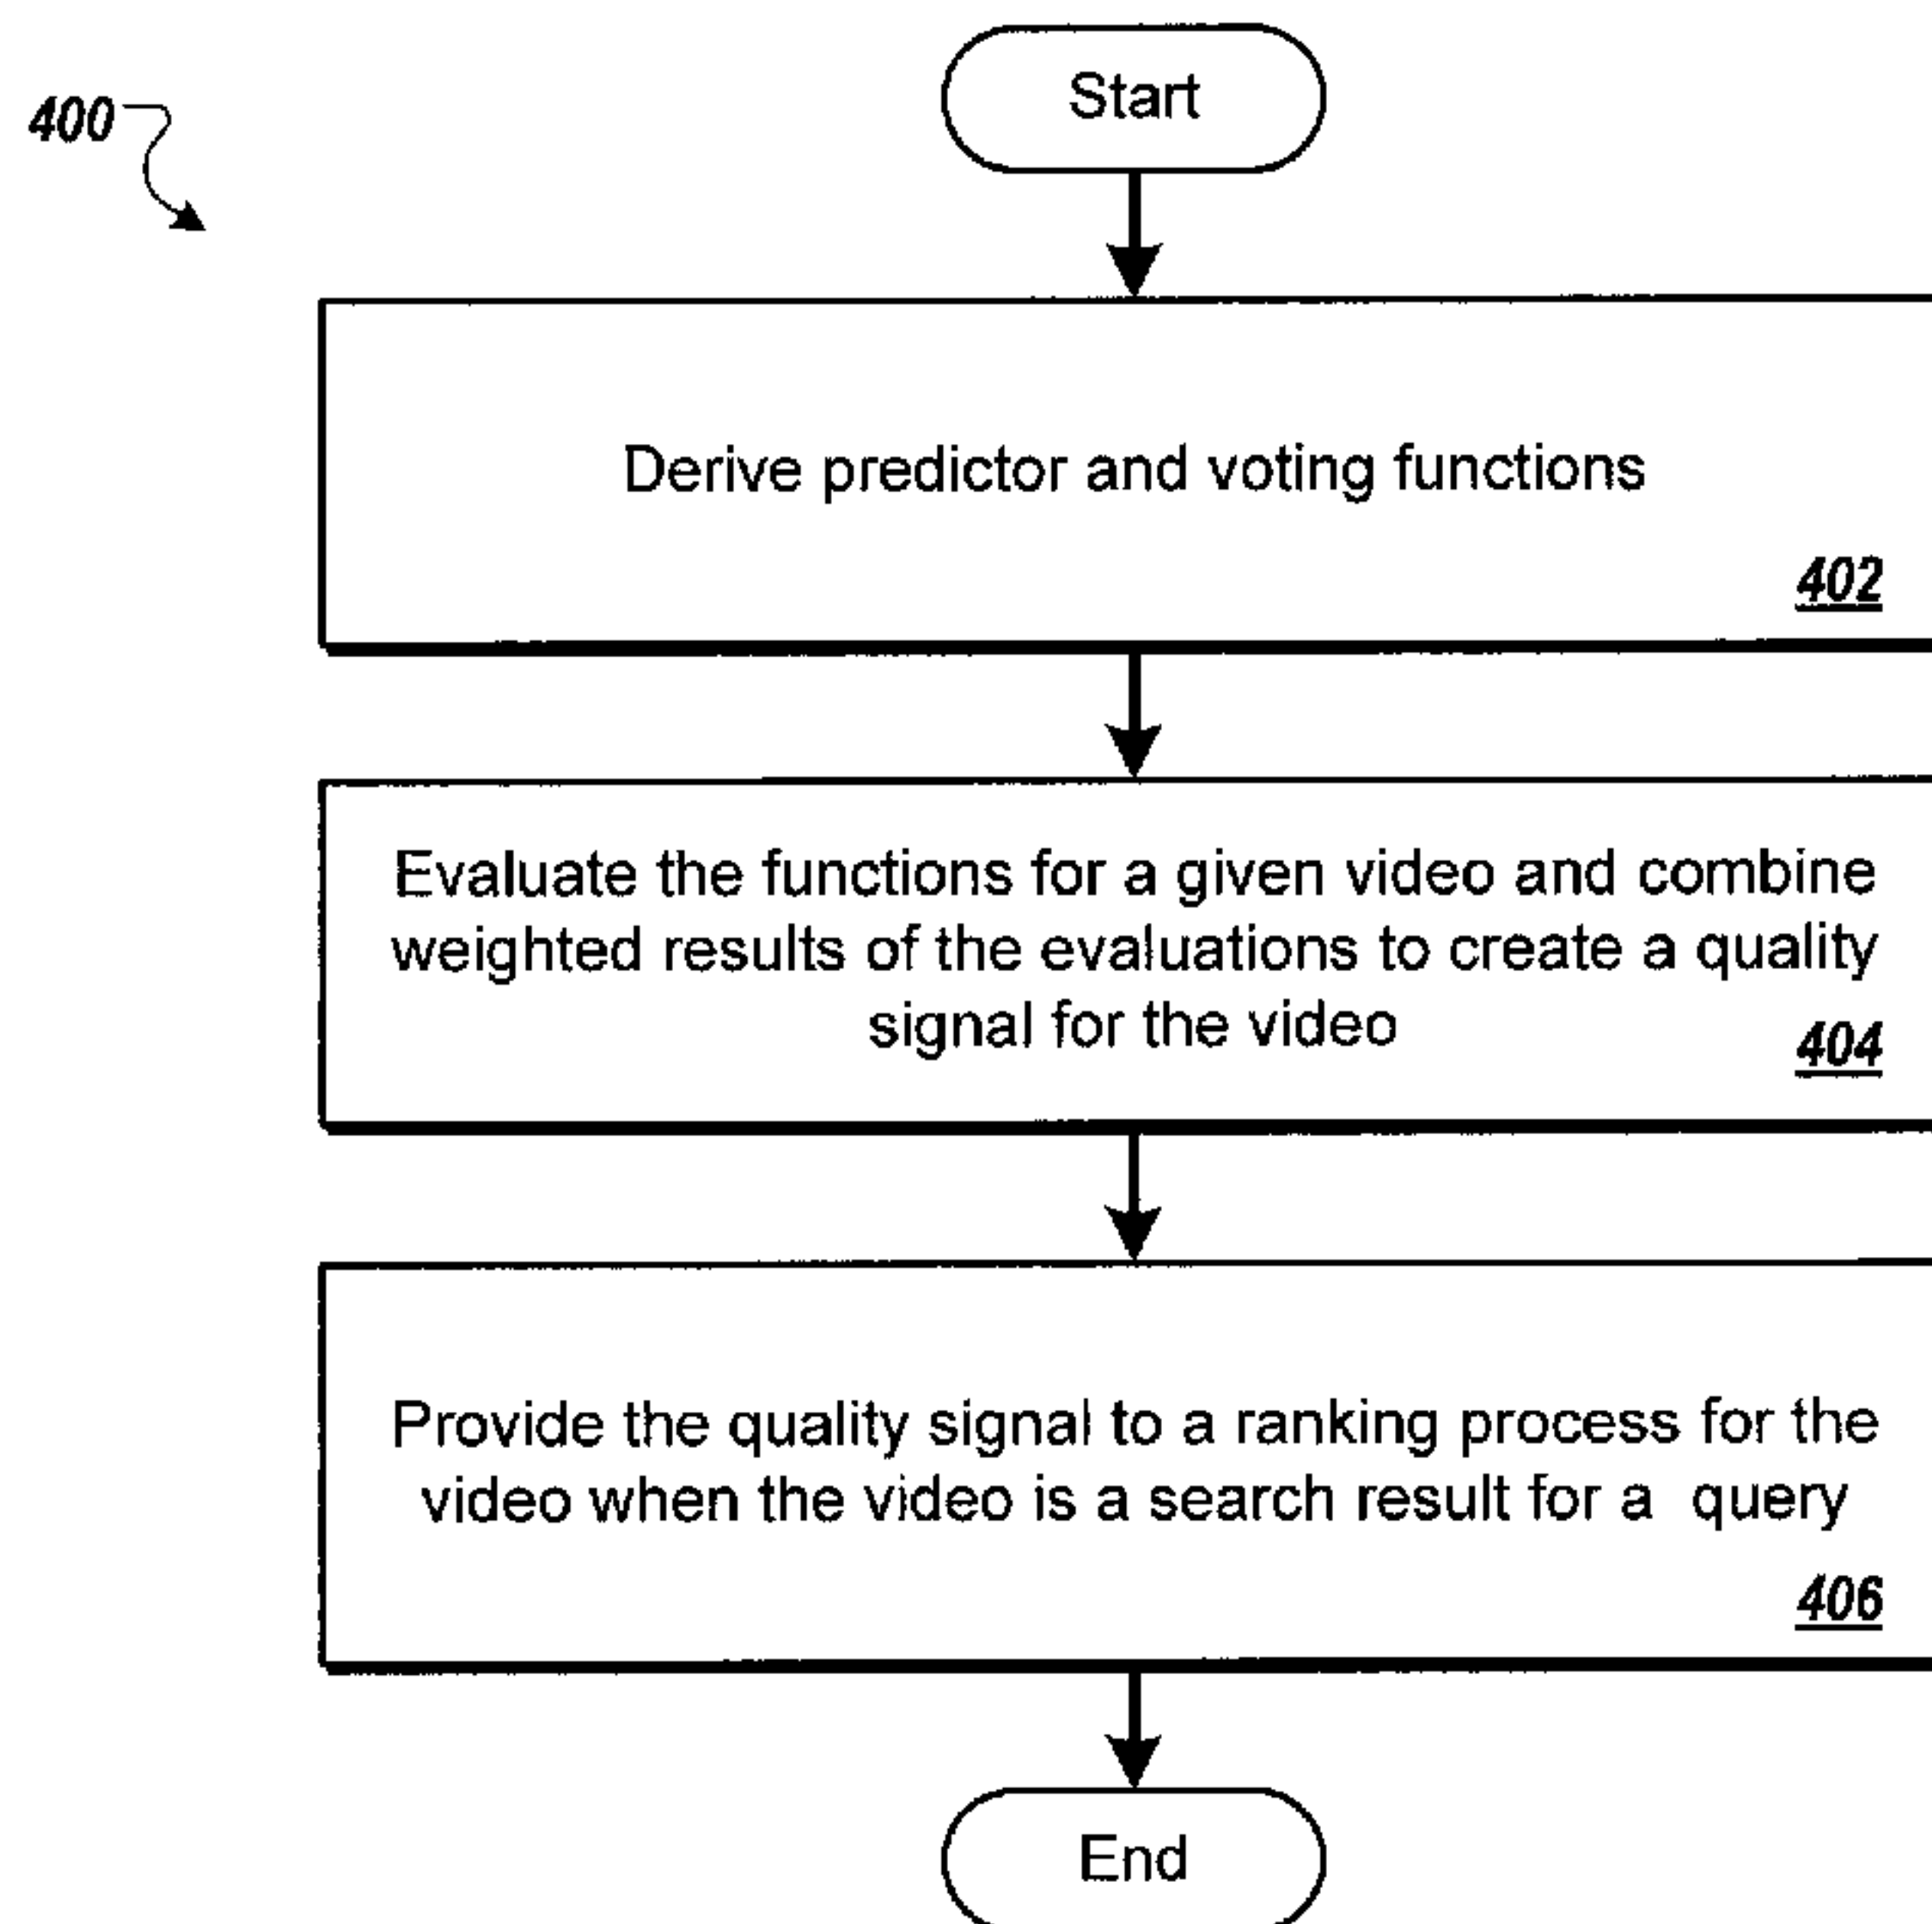 400
Start
Derive predictor and voting functions
402
Evaluate the functions for a given video and combine
weighted results of the evaluations to create a quality
signal for the video
404
Provide the quality signal to a ranking process for the
video when the video is a search result for a query
406
End